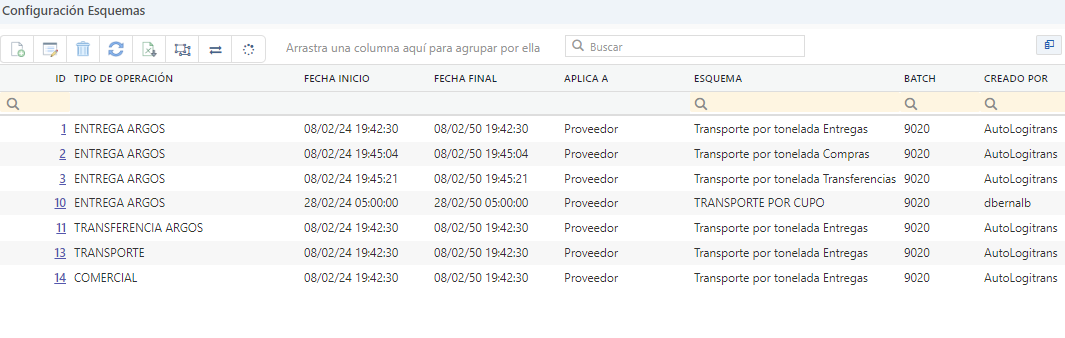 Configuración Esquemas
Arrastra una columna aquí para agrupar por ella Buscar
ID TIPO DE OPERACIÓN FECHA INICIO FECHA FINAL APLICA A ESQUEMA BATCH CREADO POR
1 ENTREGA ARGOS 08/02/24 19:42:30 08/02/50 19:42:30 Proveedor Transporte por tonelada Entregas 9020 AutoLogitrans
2 ENTREGA ARGOS 08/02/24 19:45:04 08/02/50 19:45:04 Proveedor Transporte por tonelada Compras 9020 AutoLogitrans
3 ENTREGA ARGOS 08/02/24 19:45:21 08/02/50 19:45:21 Proveedor Transporte por tonelada Transferencias 9020 AutoLogitrans
10 ENTREGA ARGOS 28/02/24 05:00:00 28/02/50 05:00:00 Proveedor TRANSPORTE POR CUPO 9020 dbernalb
11 TRANSFERENCIA ARGOS 08/02/24 19:42:30 08/02/50 19:42:30 Proveedor Transporte por tonelada Entregas 9020 AutoLogitrans
13 TRANSPORTE 08/02/24 19:42:30 08/02/50 19:42:30 Proveedor Transporte por tonelada Entregas 9020 AutoLogitrans
14 COMERCIAL 08/02/24 19:42:30 08/02/50 19:42:30 Proveedor Transporte por tonelada Entregas 9020 AutoLogitrans